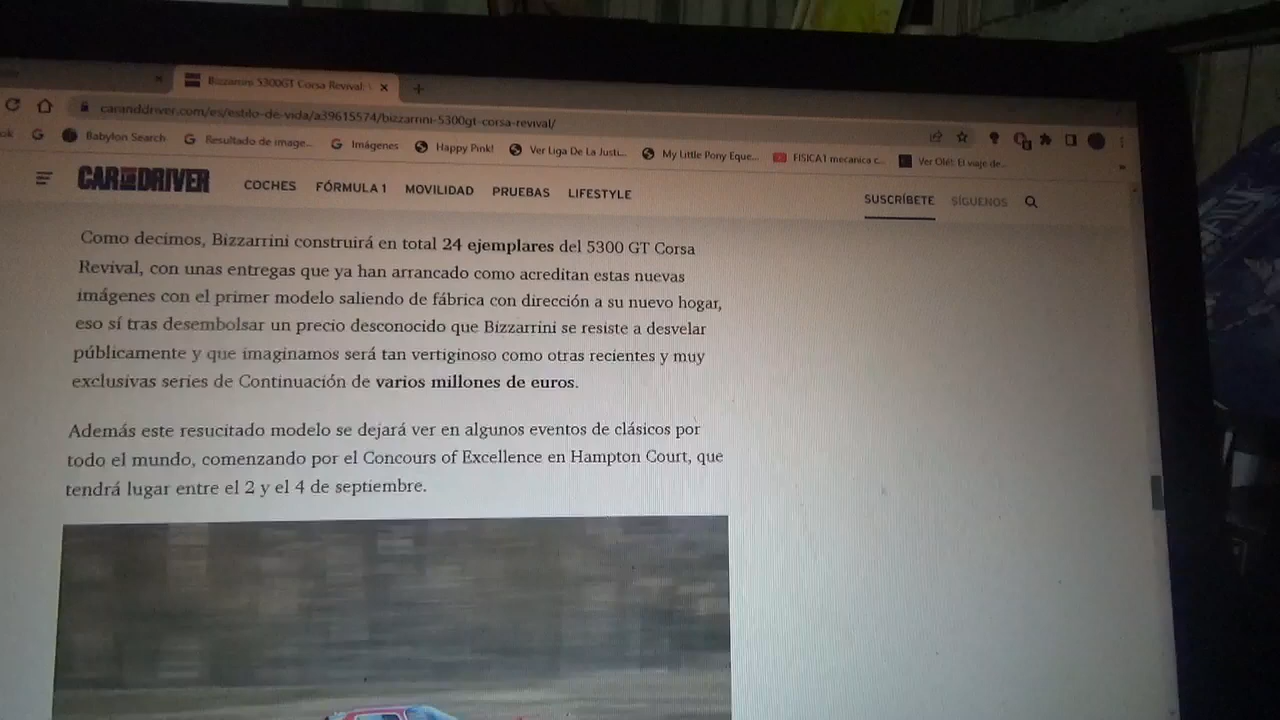 Bizzarrini 5300GT Corsa Revival:
caranddriver.com/es/estilo-de-vida/a39615574/bizzarrini-5300gt-corsa-revival/
ok G Babylon Search G Resultado de image... G Imágenes Happy Pink! Ver Liga De La Justi... My Little Pony Eque... FISICA1 mecanica c... Ver Olé!: El viaje de...
CAR AND DRIVER COCHES FÓRMULA 1 MOVILIDAD PRUEBAS LIFESTYLE SUSCRÍBETE SÍGUENOS
Como decimos, Bizzarrini construirá en total 24 ejemplares del 5300 GT Corsa
Revival, con unas entregas que ya han arrancado como acreditan estas nuevas
imágenes con el primer modelo saliendo de fábrica con dirección a su nuevo hogar,
eso sí tras desembolsar un precio desconocido que Bizzarrini se resiste a desvelar
públicamente y que imaginamos será tan vertiginoso como otras recientes y muy
exclusivas series de Continuación de varios millones de euros.
Además este resucitado modelo se dejará ver en algunos eventos de clásicos por
todo el mundo, comenzando por el Concours of Excellence en Hampton Court, que
tendrá lugar entre el 2 y el 4 de septiembre.